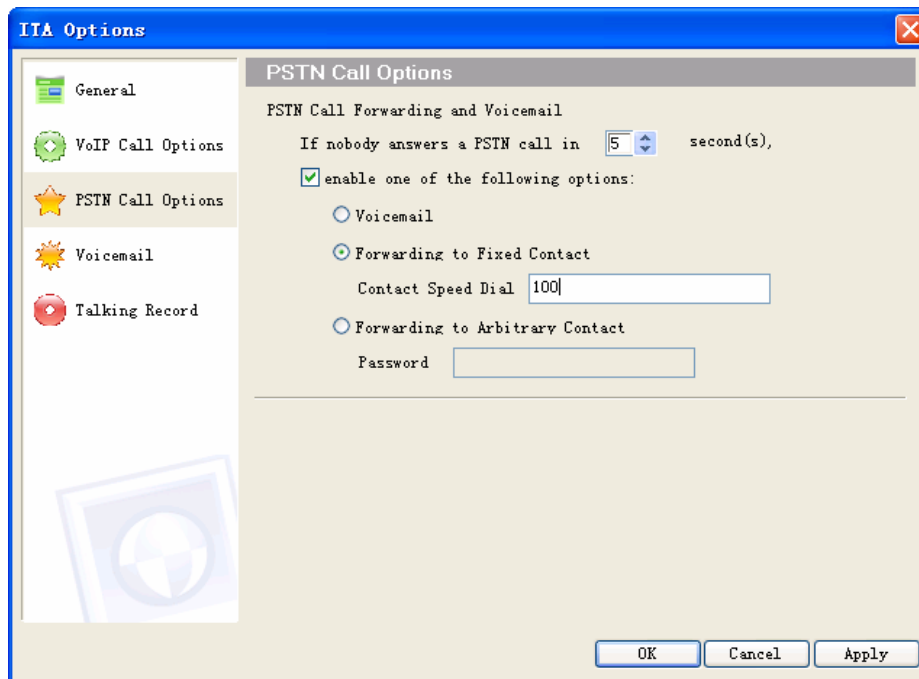 ITA Options
General
VoIP Call Options
PSTN Call Options
Voicemail
Talking Record
PSTN Call Options
PSTN Call Forwarding and Voicemail
If nobody answers a PSTN call in 5 second(s),
enable one of the following options:
Voicemail
Forwarding to Fixed Contact
Contact Speed Dial 100
Forwarding to Arbitrary Contact
Password
OK Cancel Apply